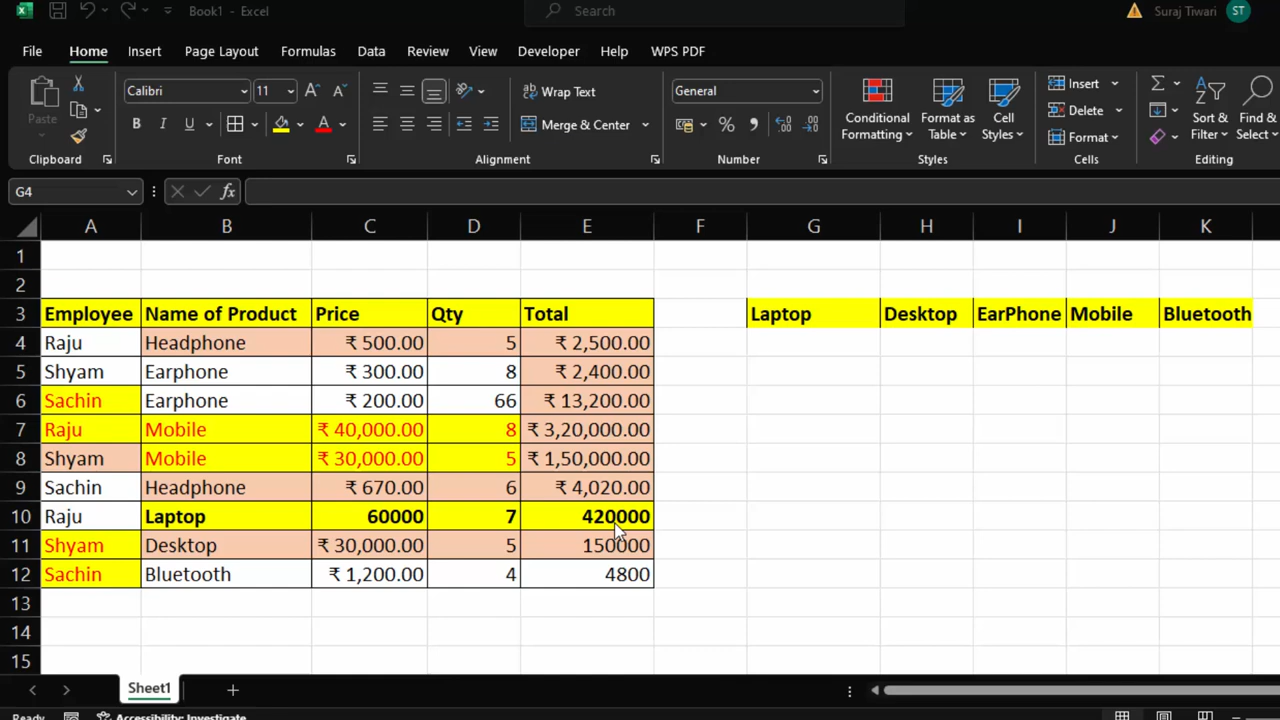 Book1 - Excel
Search
Suraj Tiwari ST
File Home Insert Page Layout Formulas Data Review View Developer Help WPS PDF
Paste Calibri 11 A A Wrap Text General Conditional Formatting Format as Table Cell Styles Insert Sort & Filter Find & Select
B I U A Merge & Center % Delete
Format
Clipboard Font Alignment Number Styles Cells Editing
G4 fx
A B C D E F G H I J K
1
2
3 Employee Name of Product Price Qty Total Laptop Desktop EarPhone Mobile Bluetooth
4 Raju Headphone ₹ 500.00 5 ₹ 2,500.00
5 Shyam Earphone ₹ 300.00 8 ₹ 2,400.00
6 Sachin Earphone ₹ 200.00 66 ₹ 13,200.00
7 Raju Mobile ₹ 40,000.00 8 ₹ 3,20,000.00
8 Shyam Mobile ₹ 30,000.00 5 ₹ 1,50,000.00
9 Sachin Headphone ₹ 670.00 6 ₹ 4,020.00
10 Raju Laptop 60000 7 420000
11 Shyam Desktop ₹ 30,000.00 5 150000
12 Sachin Bluetooth ₹ 1,200.00 4 4800
13
14
15
Sheet1
Ready Accessibility: Investigate